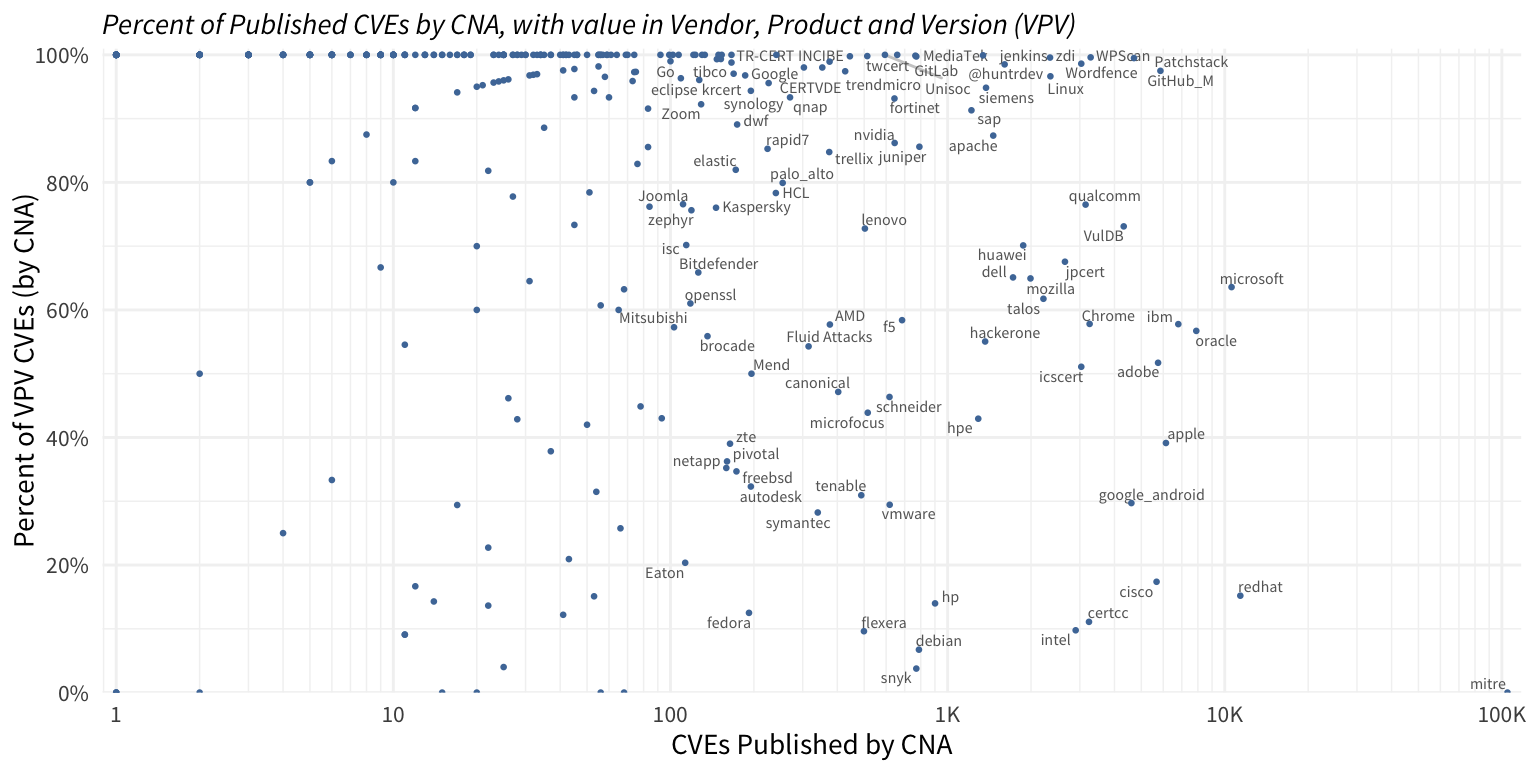 Percent of Published CVEs by CNA, with value in Vendor, Product and Version (VPV)
Percent of VPV CVEs (by CNA)
100%
80%
60%
40%
20%
0%
TR-CERT
INCIBE
MediaTek
jenkins
zdi
WPScan
Patchstack
Go
tibco
Google
twcert
GitLab
@huntrdev
Wordfence
GitHub_M
eclipse
krcert
CERTVDE
trendmicro
Unisoc
Linux
Zoom
synology
qnap
fortinet
siemens
dwf
sap
rapid7
nvidia
apache
elastic
trellix
juniper
palo_alto
Joomla
HCL
qualcomm
zephyr
Kaspersky
lenovo
VulDB
isc
huawei
Bitdefender
dell
jpcert
microsoft
openssl
mozilla
talos
Mitsubishi
AMD
f5
Chrome
ibm
brocade
Fluid Attacks
hackerone
oracle
Mend
icscert
adobe
canonical
schneider
microfocus
hpe
zte
apple
netapp
pivotal
freebsd
autodesk
tenable
google_android
symantec
vmware
Eaton
cisco
redhat
hp
fedora
flexera
certcc
debian
intel
snyk
mitre
1
10
100
1K
10K
100K
CVEs Published by CNA